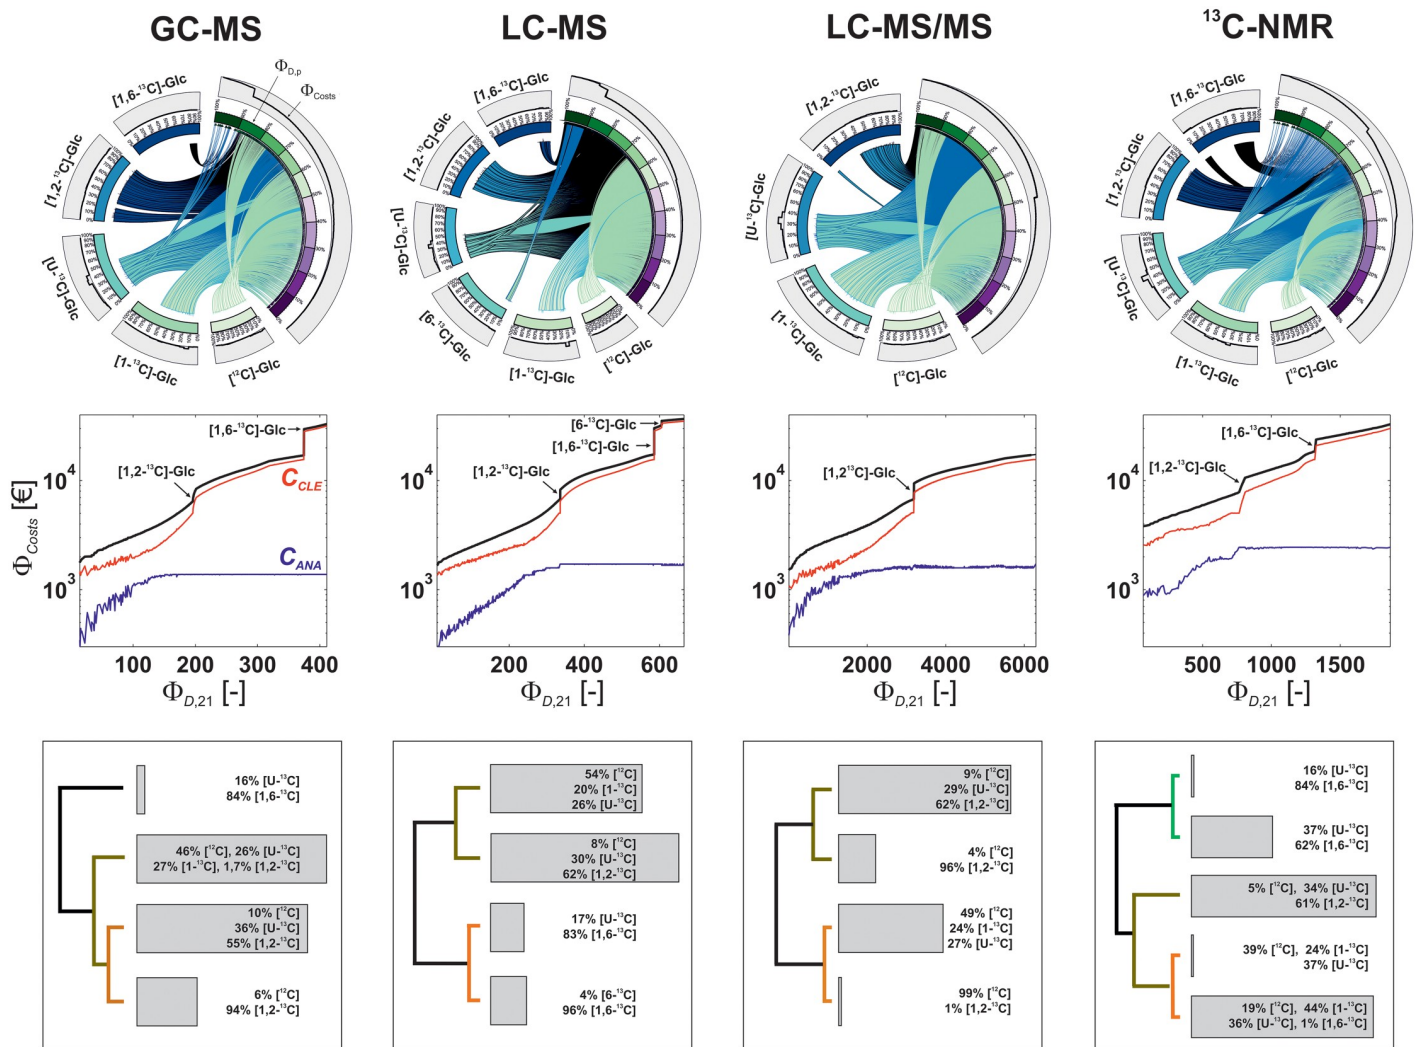 GC-MS
LC-MS
LC-MS/MS
¹³C-NMR
Φ_D,p
Φ_Costs
[1,6-¹³C]-Glc
[1,2-¹³C]-Glc
[U-¹³C]-Glc
[1-¹³C]-Glc
[¹²C]-Glc
[1,6-¹³C]-Glc
[1,2-¹³C]-Glc
[U-¹³C]-Glc
[6-¹³C]-Glc
[1-¹³C]-Glc
[¹²C]-Glc
[1,2-¹³C]-Glc
[U-¹³C]-Glc
[1-¹³C]-Glc
[¹²C]-Glc
[1,6-¹³C]-Glc
[1,2-¹³C]-Glc
[U-¹³C]-Glc
[1-¹³C]-Glc
[¹²C]-Glc
Φ_Costs [€]
10⁴
10³
[1,6-¹³C]-Glc
[1,2-¹³C]-Glc
C_CLE
C_ANA
100 200 300 400
Φ_D,21 [-]
10⁴
10³
[6-¹³C]-Glc
[1,6-¹³C]-Glc
[1,2-¹³C]-Glc
200 400 600
Φ_D,21 [-]
10⁴
10³
[1,2¹³C]-Glc
2000 4000 6000
Φ_D,21 [-]
10⁴
10³
[1,6-¹³C]-Glc
[1,2-¹³C]-Glc
500 1000 1500
Φ_D,21 [-]
16% [U-¹³C]
84% [1,6-¹³C]
46% [¹²C], 26% [U-¹³C]
27% [1-¹³C], 1,7% [1,2-¹³C]
10% [¹²C]
36% [U-¹³C]
55% [1,2-¹³C]
6% [¹²C]
94% [1,2-¹³C]
54% [¹²C]
20% [1-¹³C]
26% [U-¹³C]
8% [¹²C]
30% [U-¹³C]
62% [1,2-¹³C]
17% [U-¹³C]
83% [1,6-¹³C]
4% [6-¹³C]
96% [1,6-¹³C]
9% [¹²C]
29% [U-¹³C]
62% [1,2-¹³C]
4% [¹²C]
96% [1,2-¹³C]
49% [¹²C]
24% [1-¹³C]
27% [U-¹³C]
99% [¹²C]
1% [1,2-¹³C]
16% [U-¹³C]
84% [1,6-¹³C]
37% [U-¹³C]
62% [1,6-¹³C]
5% [¹²C], 34% [U-¹³C]
61% [1,2-¹³C]
39% [¹²C], 24% [1-¹³C]
37% [U-¹³C]
19% [¹²C], 44% [1-¹³C]
36% [U-¹³C], 1% [1,6-¹³C]